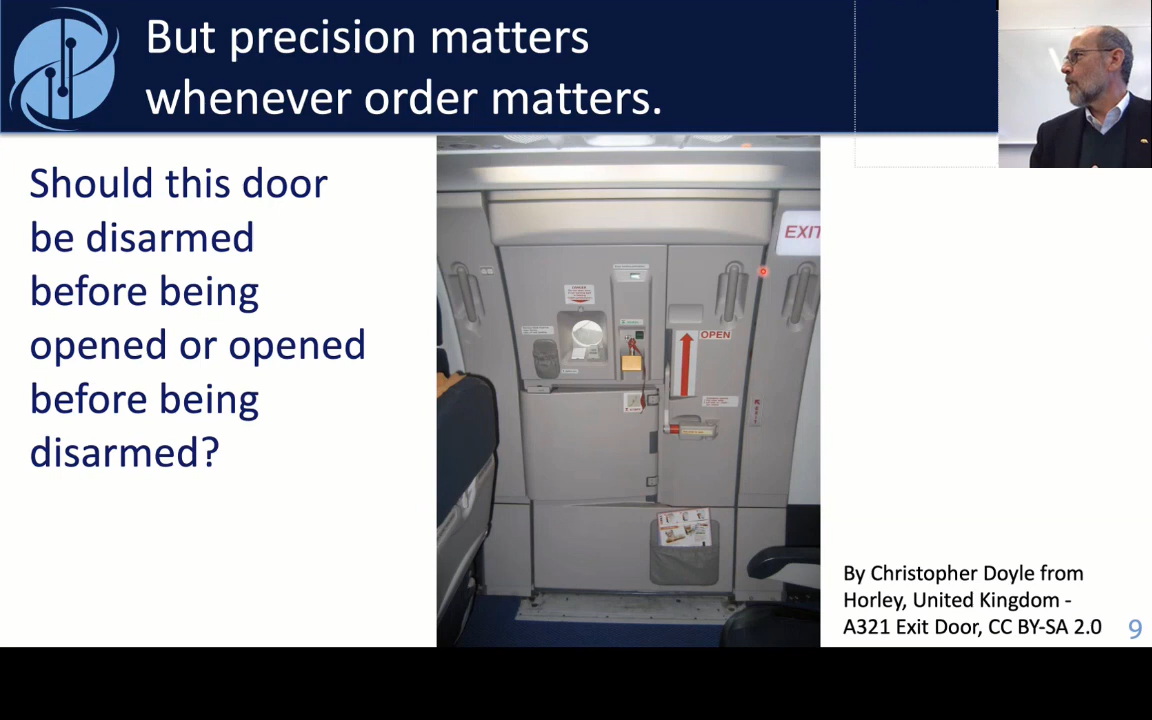 But precision matters
whenever order matters.
Should this door
be disarmed
before being
opened or opened
before being
disarmed?
EXIT
OPEN
By Christopher Doyle from
Horley, United Kingdom -
A321 Exit Door, CC BY-SA 2.0
9